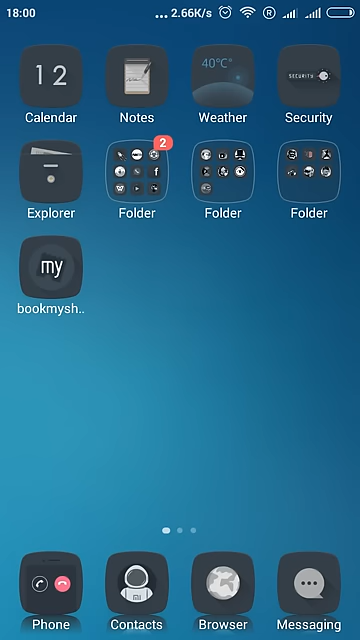 18:00 ... 2.66K/s R
12 40℃ SECURITY
Calendar Notes Weather Security
2
Explorer Folder Folder Folder
my
bookmysh..
Phone Contacts Browser Messaging